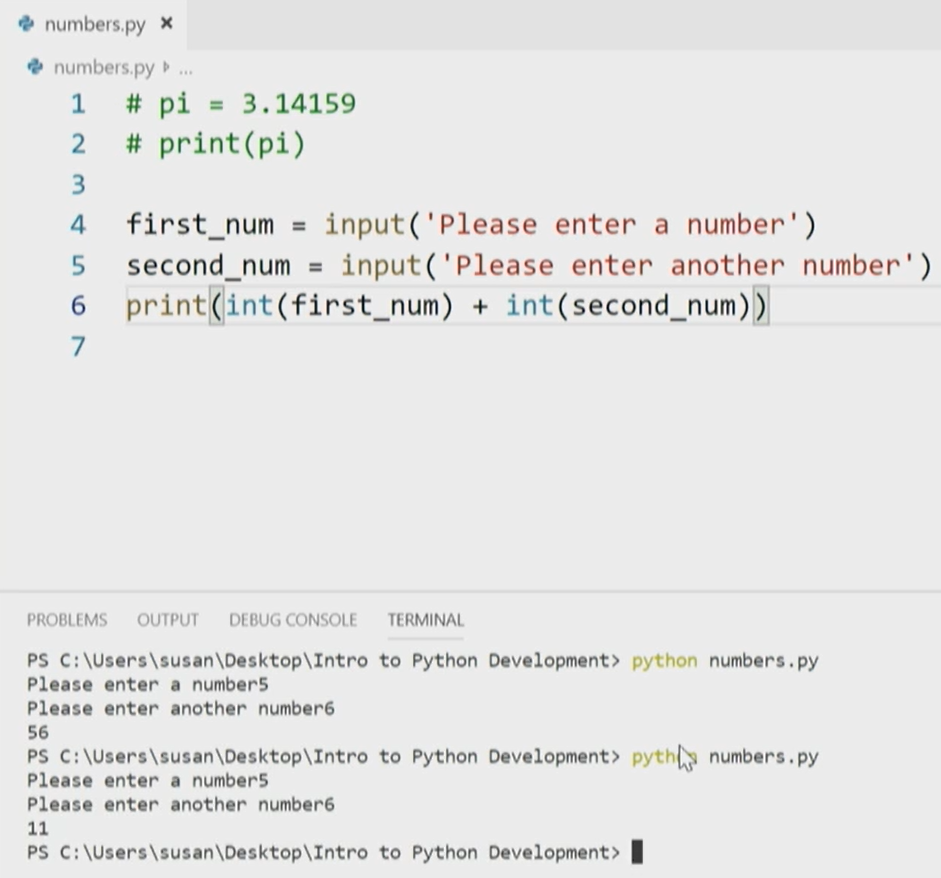 numbers.py ×
numbers.py ▷ ...
1 # pi = 3.14159
2 # print(pi)
3
4 first_num = input('Please enter a number')
5 second_num = input('Please enter another number')
6 print(int(first_num) + int(second_num))
7
PROBLEMS OUTPUT DEBUG CONSOLE TERMINAL
PS C:\Users\susan\Desktop\Intro to Python Development> python numbers.py
Please enter a number5
Please enter another number6
56
PS C:\Users\susan\Desktop\Intro to Python Development> python numbers.py
Please enter a number5
Please enter another number6
11
PS C:\Users\susan\Desktop\Intro to Python Development>